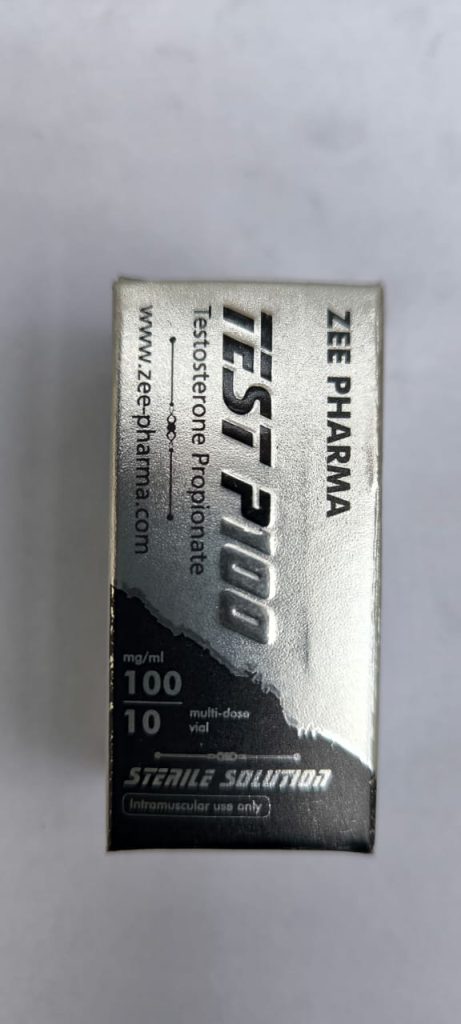 ZEE PHARMA
TEST P100
Testosterone Propionate
www.zee-pharma.com
mg/ml
100
10
multi-dose
vial
STERILE SOLUTION
Intramuscular use only